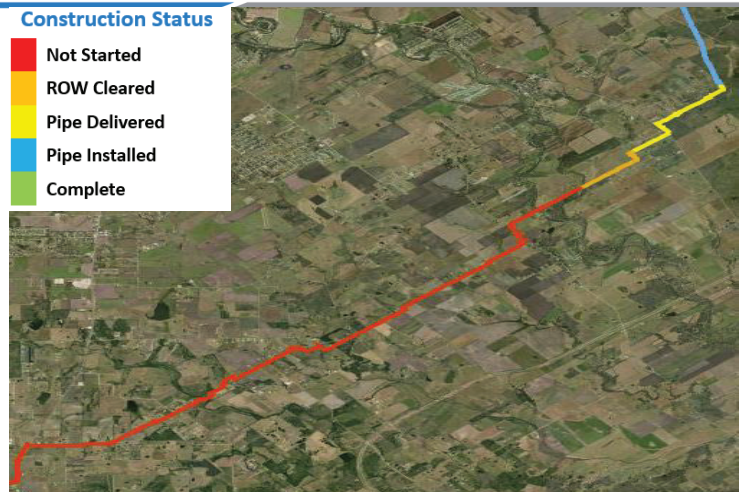 Construction Status
Not Started
ROW Cleared
Pipe Delivered
Pipe Installed
Complete